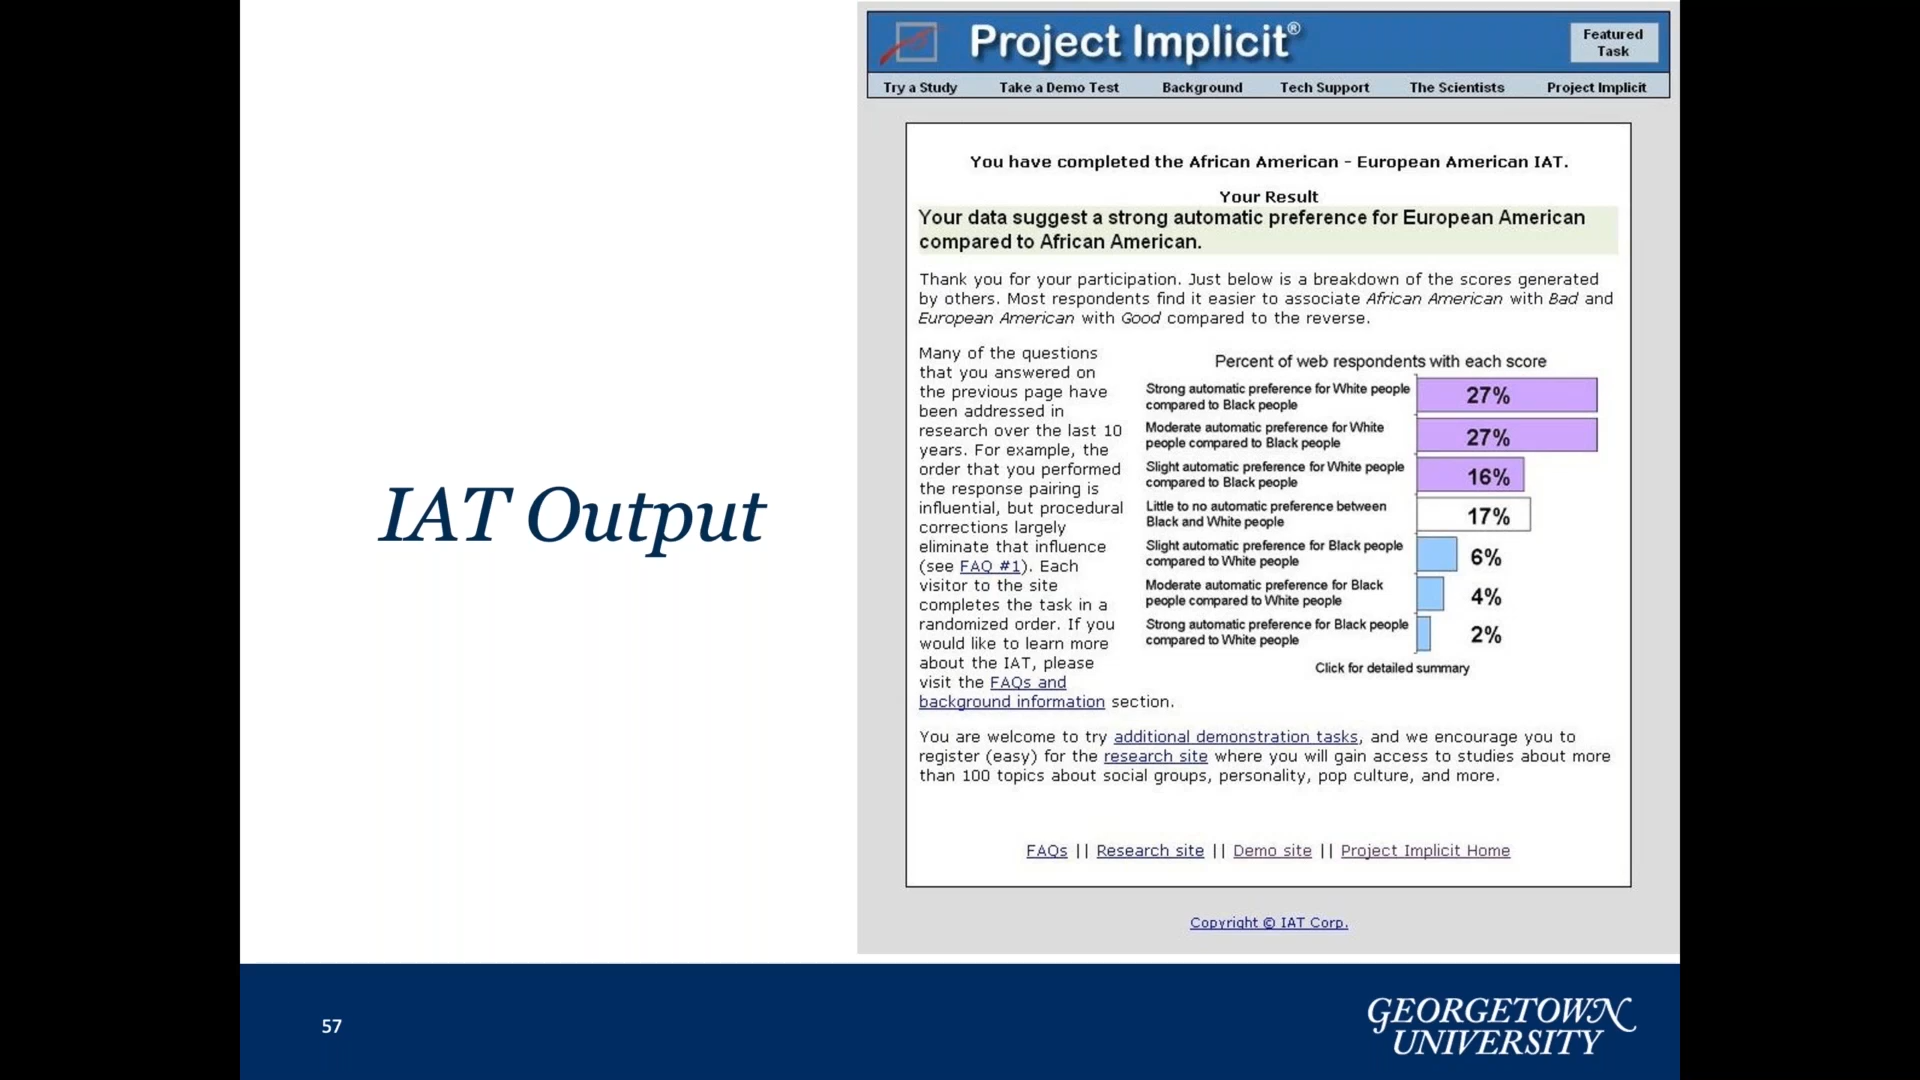 IAT Output
Project Implicit®
Featured
Task
Try a Study
Take a Demo Test
Background
Tech Support
The Scientists
Project Implicit
You have completed the African American - European American IAT.
Your Result
Your data suggest a strong automatic preference for European American
compared to African American.
Thank you for your participation. Just below is a breakdown of the scores generated
by others. Most respondents find it easier to associate African American with Bad and
European American with Good compared to the reverse.
Many of the questions
that you answered on
the previous page have
been addressed in
research over the last 10
years. For example, the
order that you performed
the response pairing is
influential, but procedural
corrections largely
eliminate that influence
(see FAQ #1). Each
visitor to the site
completes the task in a
randomized order. If you
would like to learn more
about the IAT, please
visit the FAQs and
background information section.
Percent of web respondents with each score
Strong automatic preference for White people
compared to Black people
27%
Moderate automatic preference for White
people compared to Black people
27%
Slight automatic preference for White people
compared to Black people
16%
Little to no automatic preference between
Black and White people
17%
Slight automatic preference for Black people
compared to White people
6%
Moderate automatic preference for Black
people compared to White people
4%
Strong automatic preference for Black people
compared to White people
2%
Click for detailed summary
You are welcome to try additional demonstration tasks, and we encourage you to
register (easy) for the research site where you will gain access to studies about more
than 100 topics about social groups, personality, pop culture, and more.
FAQs || Research site || Demo site || Project Implicit Home
Copyright © IAT Corp.
57
GEORGETOWN
UNIVERSITY